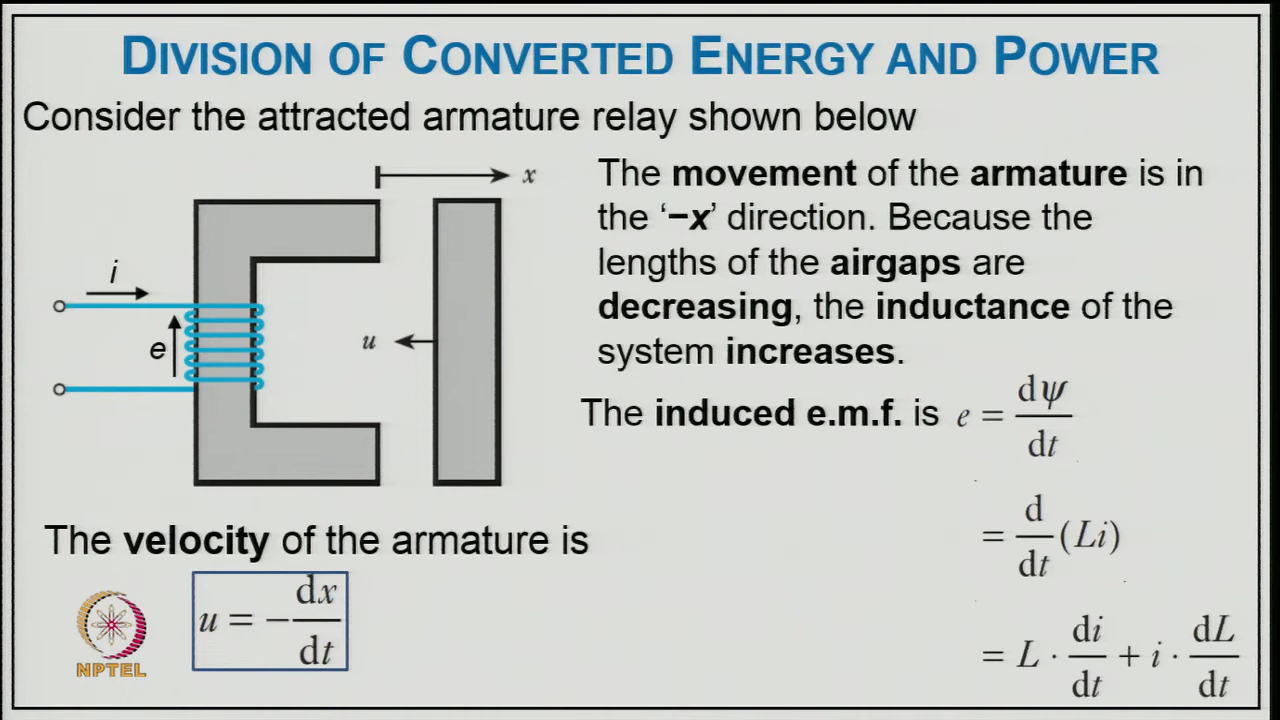 DIVISION OF CONVERTED ENERGY AND POWER
Consider the attracted armature relay shown below
x
i
e
u
The movement of the armature is in
the ‘−x’ direction. Because the
lengths of the airgaps are
decreasing, the inductance of the
system increases.
The induced e.m.f. is e = dψ/dt
= d/dt (Li)
= L · di/dt + i · dL/dt
The velocity of the armature is
u = − dx/dt
NPTEL